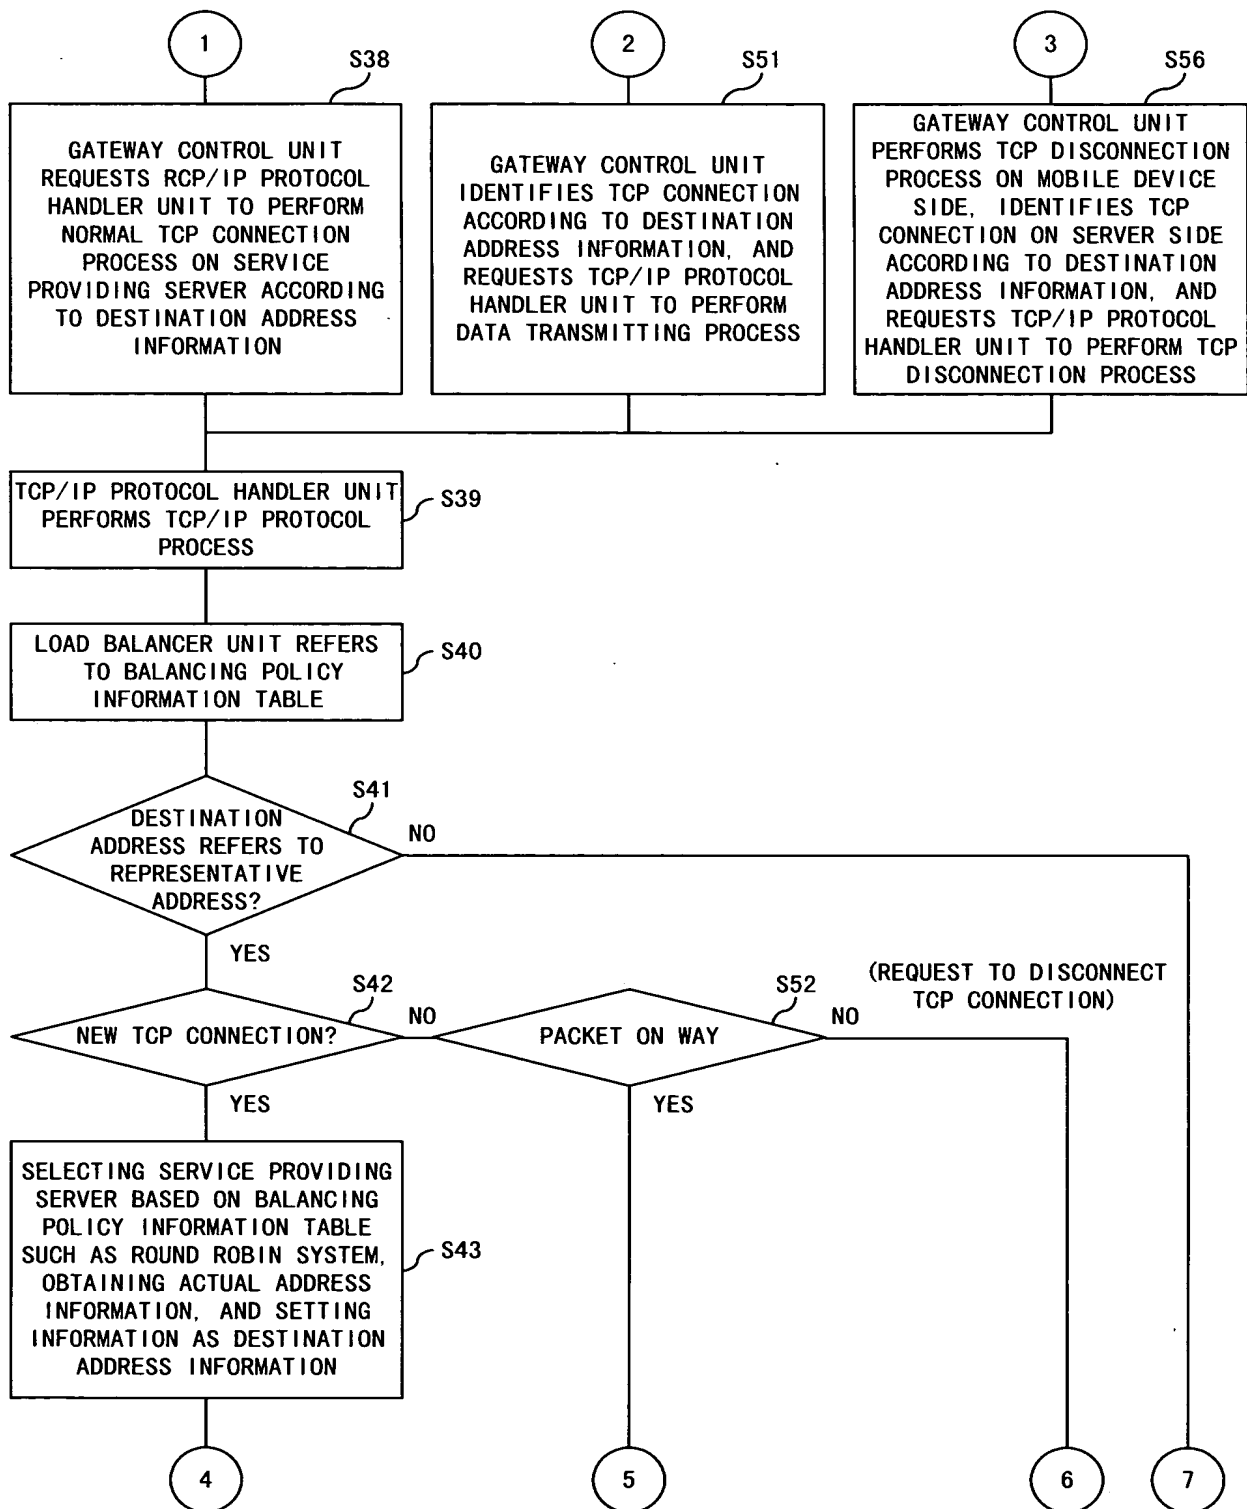 1
2
3
S38
S51
S56
GATEWAY CONTROL UNIT
REQUESTS RCP/IP PROTOCOL
HANDLER UNIT TO PERFORM
NORMAL TCP CONNECTION
PROCESS ON SERVICE
PROVIDING SERVER ACCORDING
TO DESTINATION ADDRESS
INFORMATION
GATEWAY CONTROL UNIT
IDENTIFIES TCP CONNECTION
ACCORDING TO DESTINATION
ADDRESS INFORMATION, AND
REQUESTS TCP/IP PROTOCOL
HANDLER UNIT TO PERFORM
DATA TRANSMITTING PROCESS
GATEWAY CONTROL UNIT
PERFORMS TCP DISCONNECTION
PROCESS ON MOBILE DEVICE
SIDE, IDENTIFIES TCP
CONNECTION ON SERVER SIDE
ACCORDING TO DESTINATION
ADDRESS INFORMATION, AND
REQUESTS TCP/IP PROTOCOL
HANDLER UNIT TO PERFORM TCP
DISCONNECTION PROCESS
TCP/IP PROTOCOL HANDLER UNIT
PERFORMS TCP/IP PROTOCOL
PROCESS
S39
LOAD BALANCER UNIT REFERS
TO BALANCING POLICY
INFORMATION TABLE
S40
S41
DESTINATION
ADDRESS REFERS TO
REPRESENTATIVE
ADDRESS?
NO
YES
S42
NEW TCP CONNECTION?
NO
S52
PACKET ON WAY
NO
(REQUEST TO DISCONNECT
TCP CONNECTION)
YES
YES
SELECTING SERVICE PROVIDING
SERVER BASED ON BALANCING
POLICY INFORMATION TABLE
SUCH AS ROUND ROBIN SYSTEM,
OBTAINING ACTUAL ADDRESS
INFORMATION, AND SETTING
INFORMATION AS DESTINATION
ADDRESS INFORMATION
S43
4
5
6
7